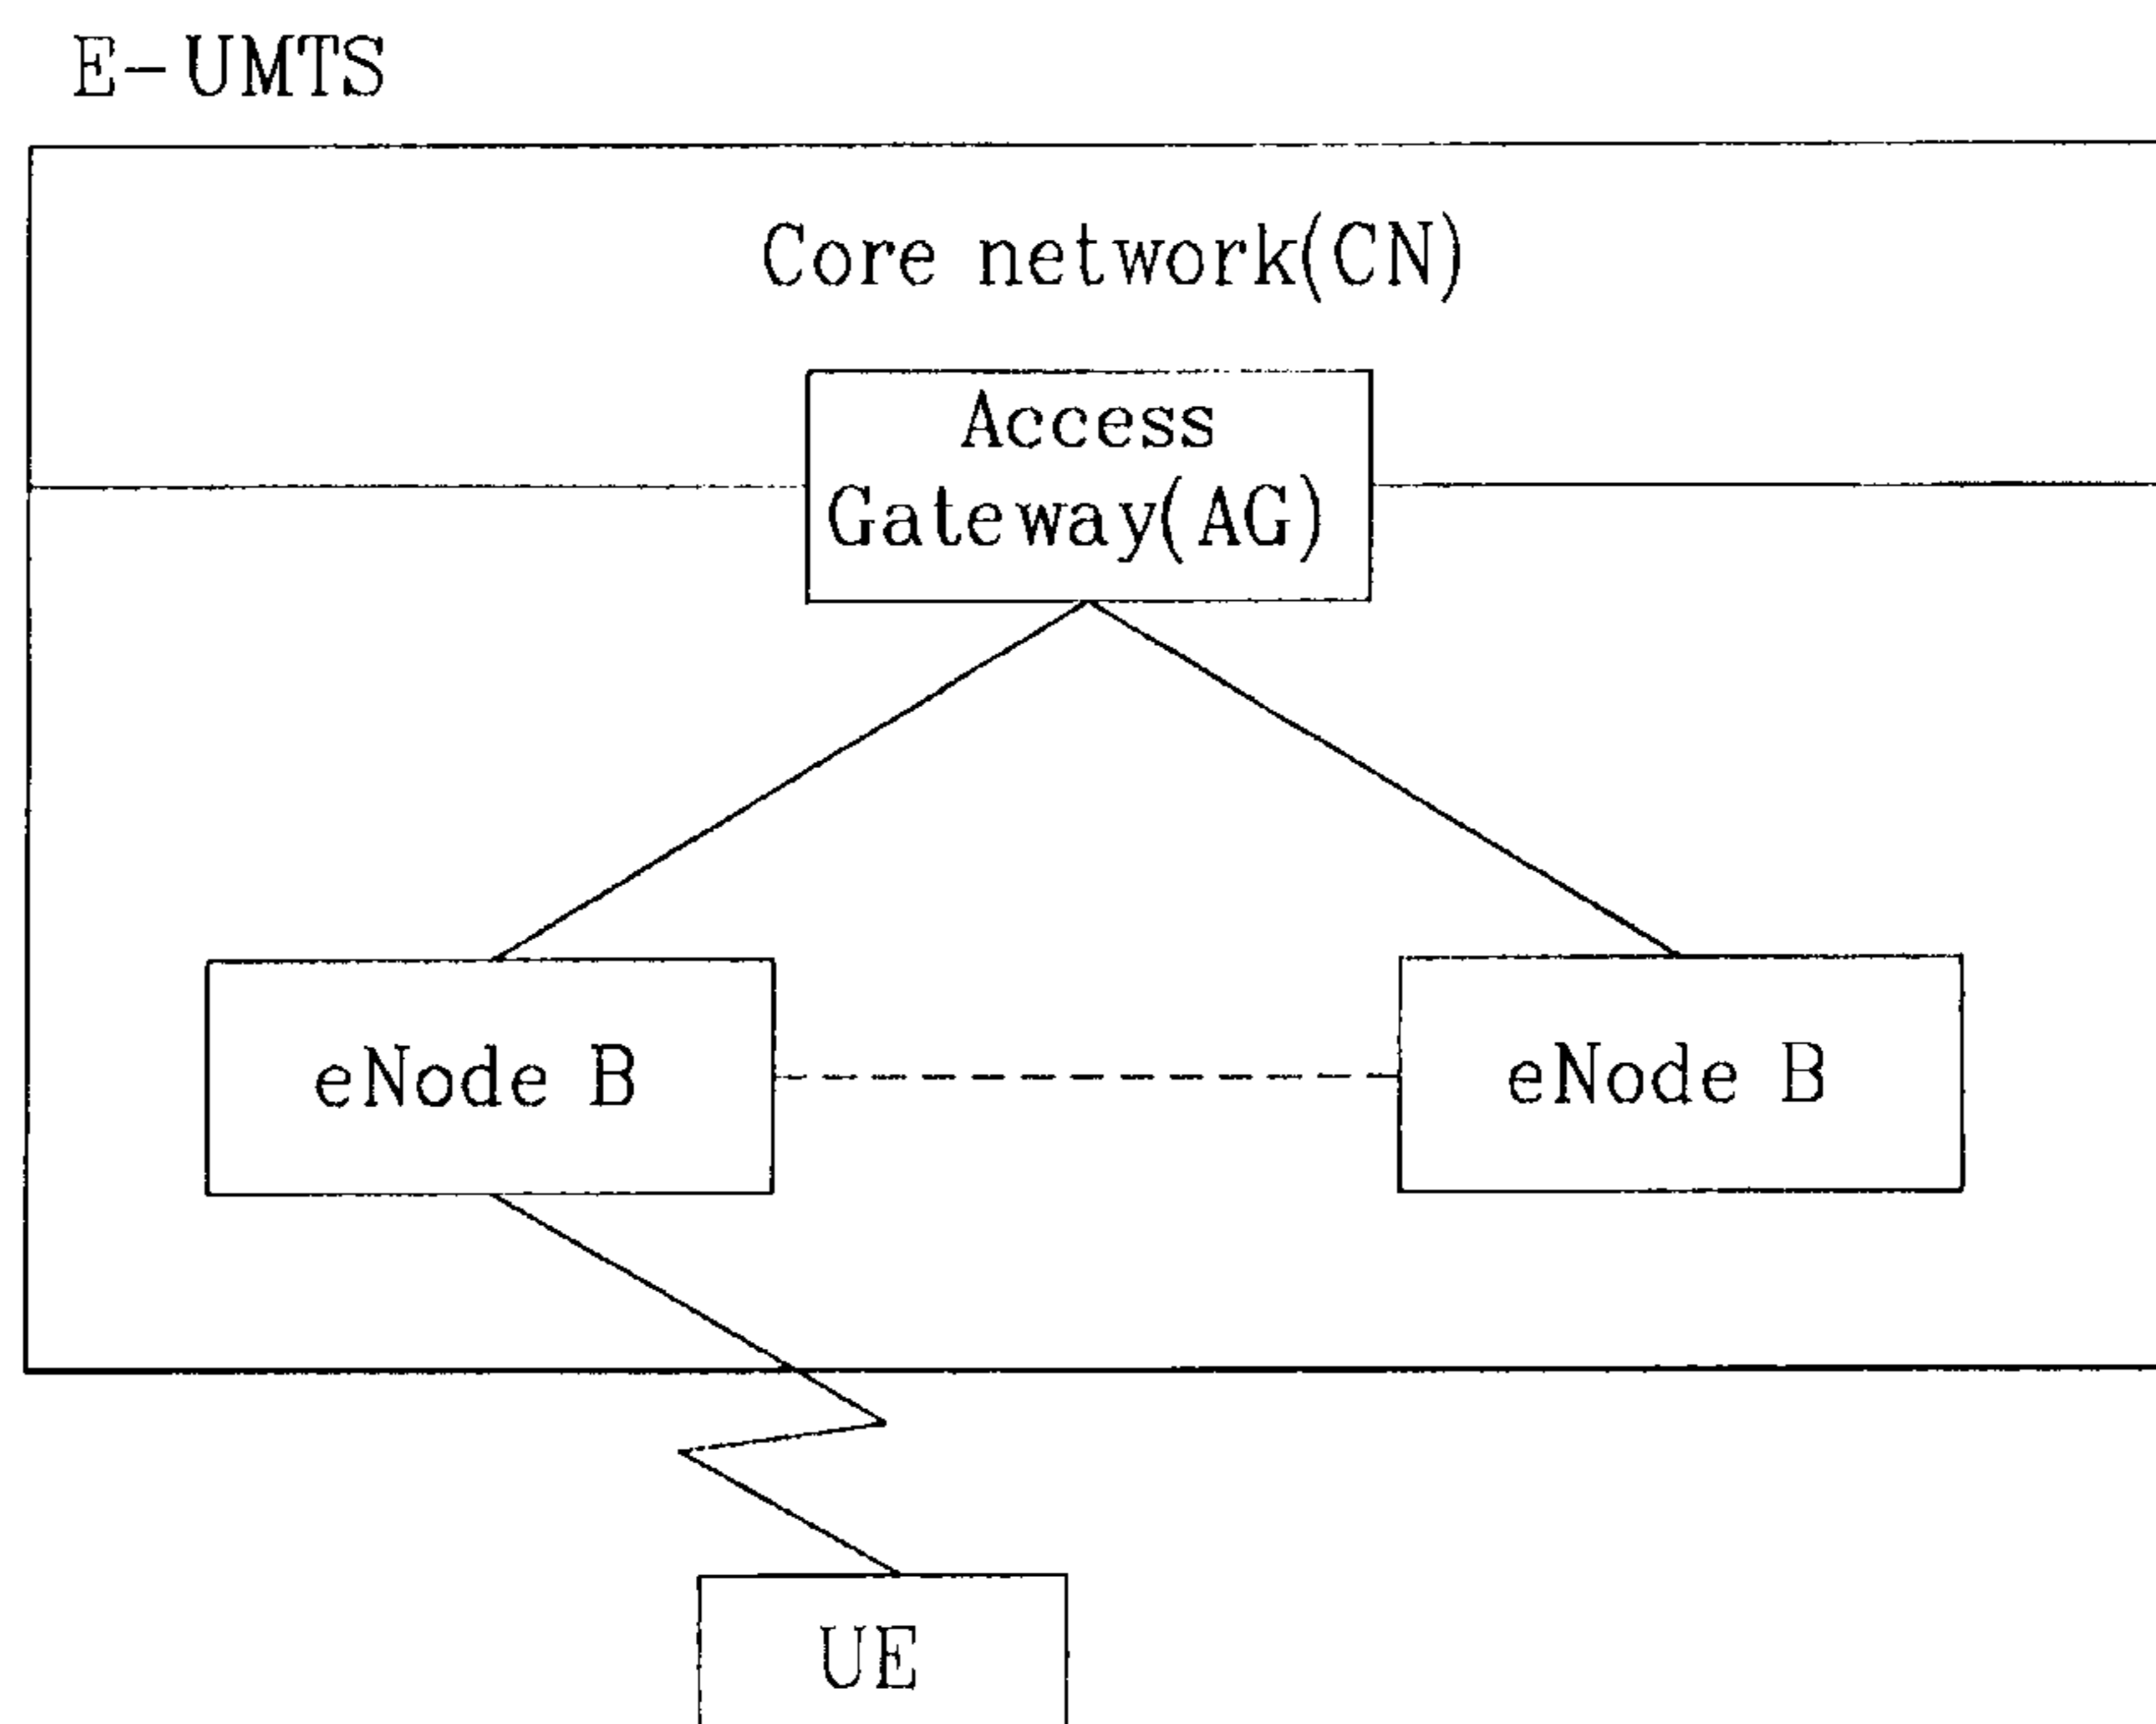 E-UMTS
Core network(CN)
Access
Gateway(AG)
eNode B
eNode B
UE